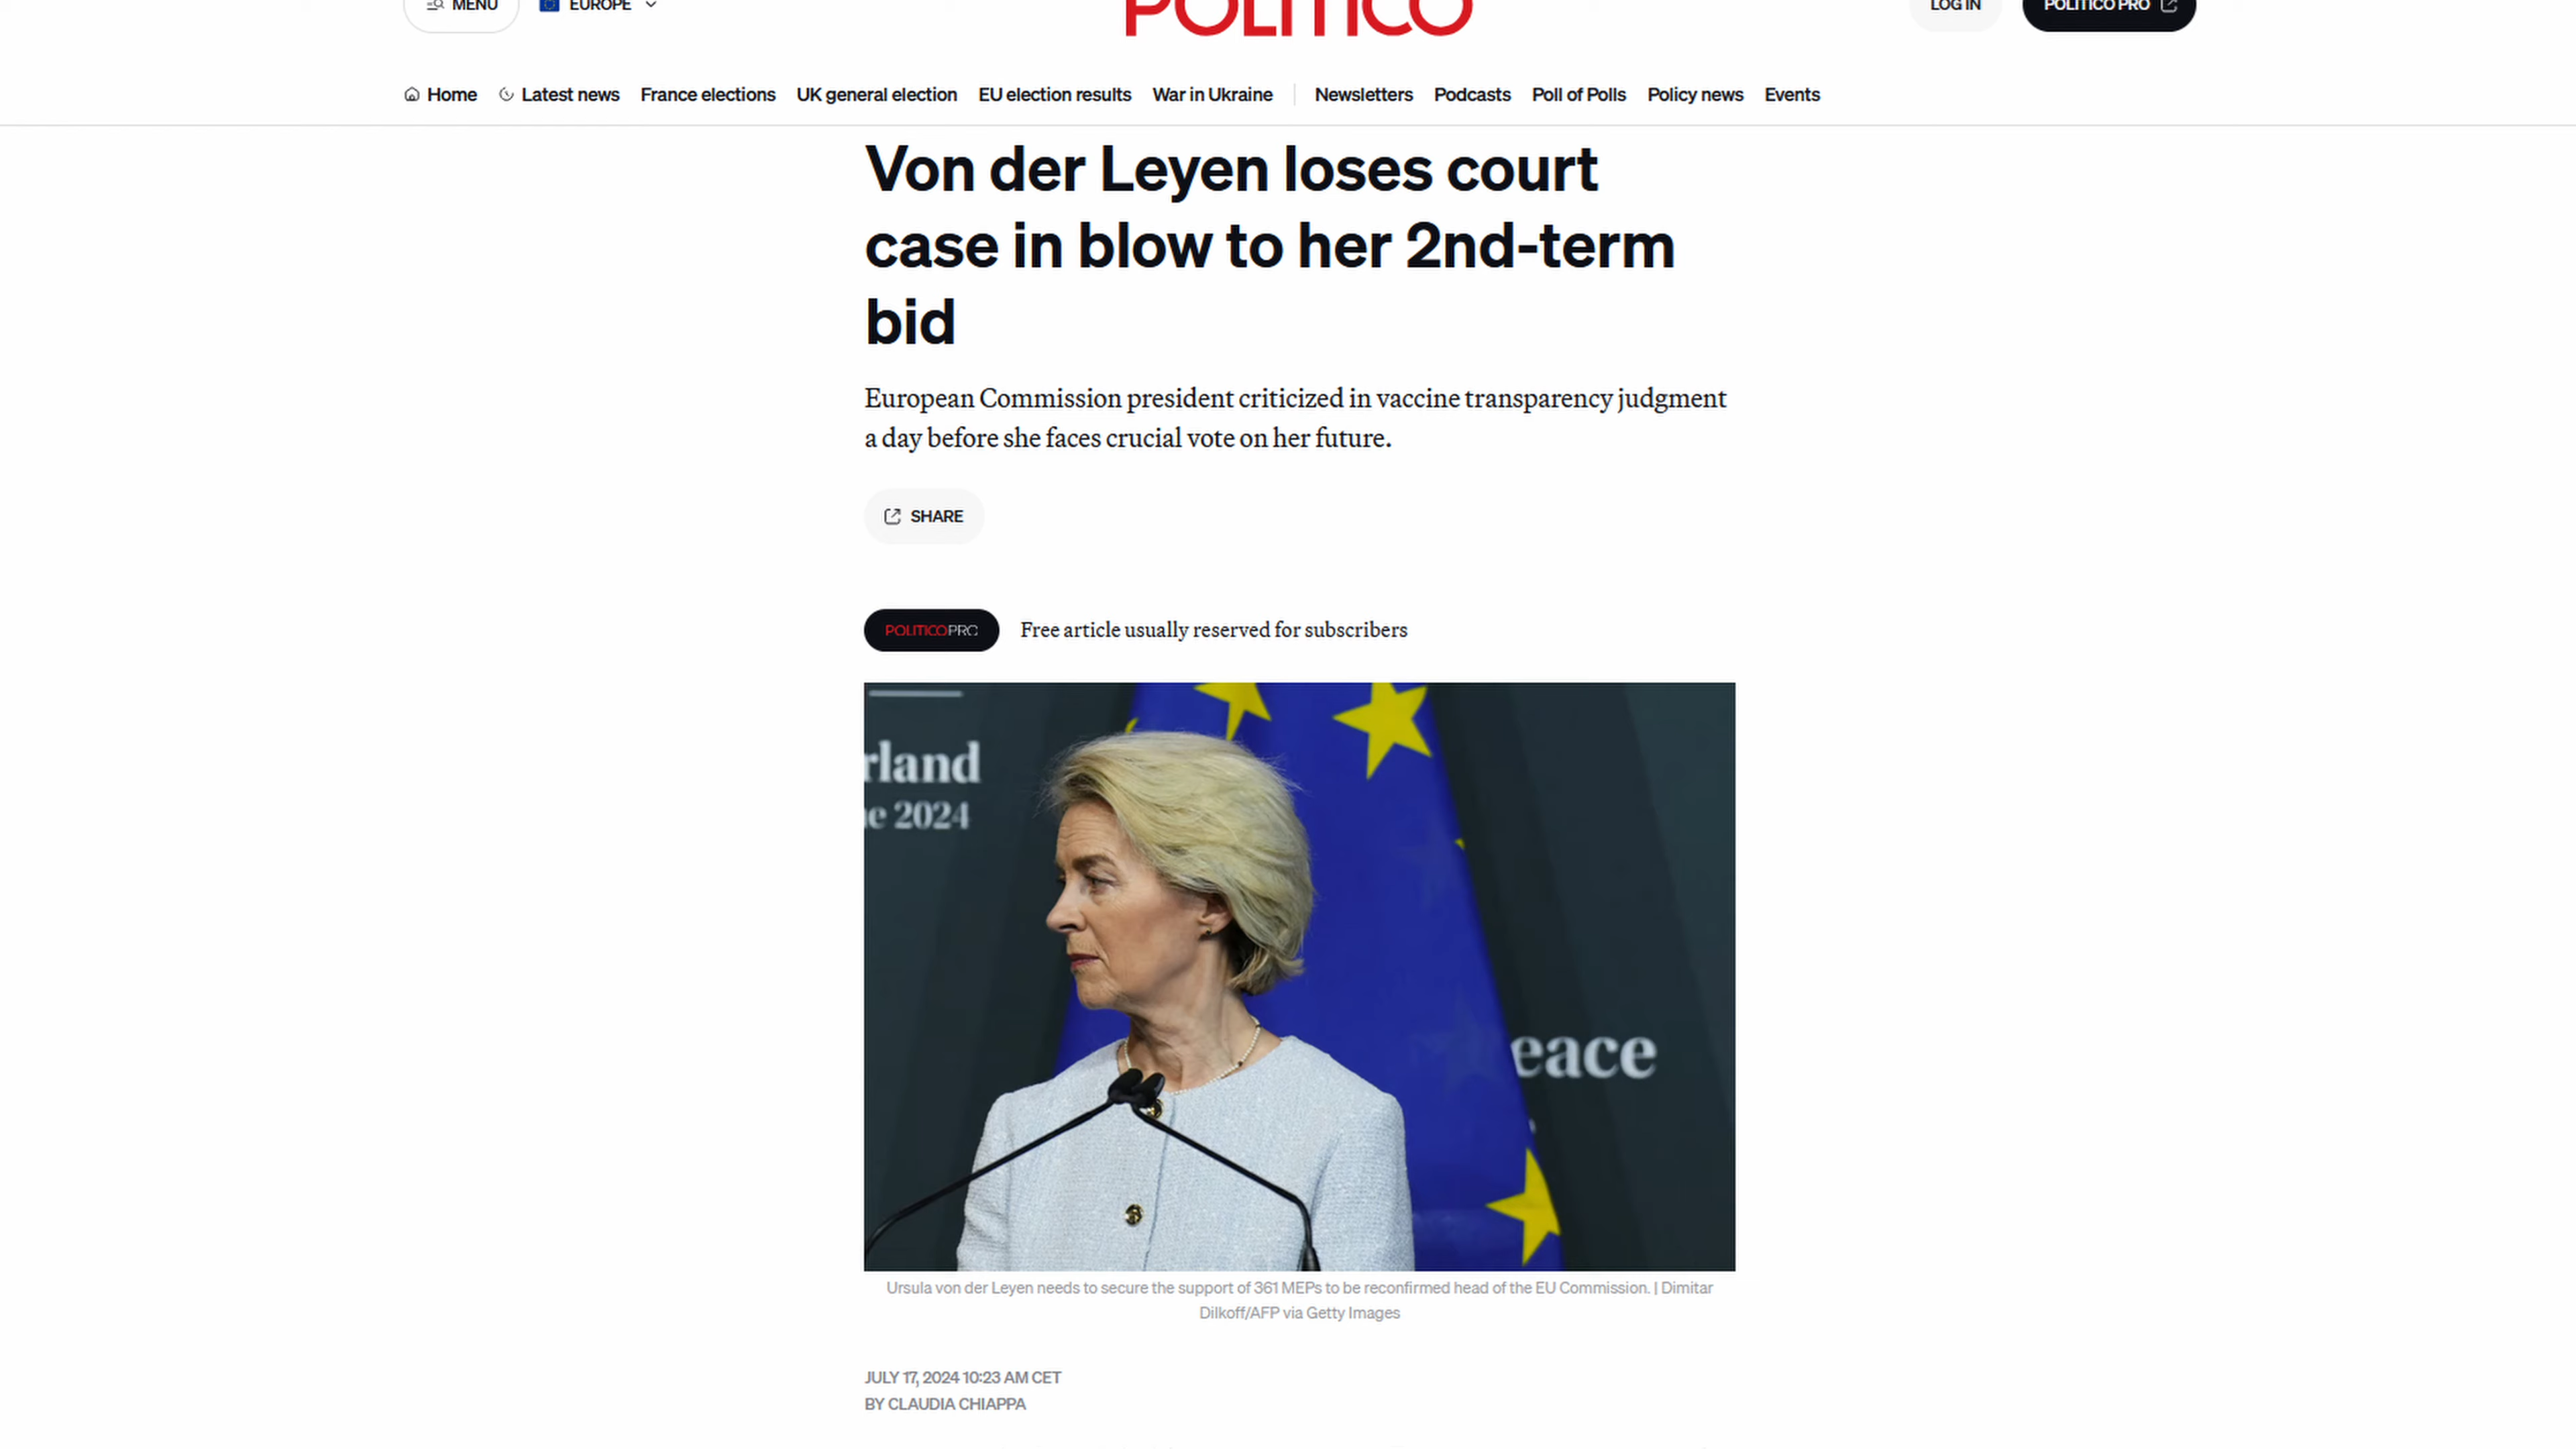 MENU
EUROPE
POLITICO
LOG IN
POLITICO PRO
Home Latest news France elections UK general election EU election results War in Ukraine Newsletters Podcasts Poll of Polls Policy news Events
Von der Leyen loses court
case in blow to her 2nd-term
bid
European Commission president criticized in vaccine transparency judgment
a day before she faces crucial vote on her future.
SHARE
POLITICOPRO Free article usually reserved for subscribers
rland
e 2024
eace
Ursula von der Leyen needs to secure the support of 361 MEPs to be reconfirmed head of the EU Commission. | Dimitar
Dilkoff/AFP via Getty Images
JULY 17, 2024 10:23 AM CET
BY CLAUDIA CHIAPPA